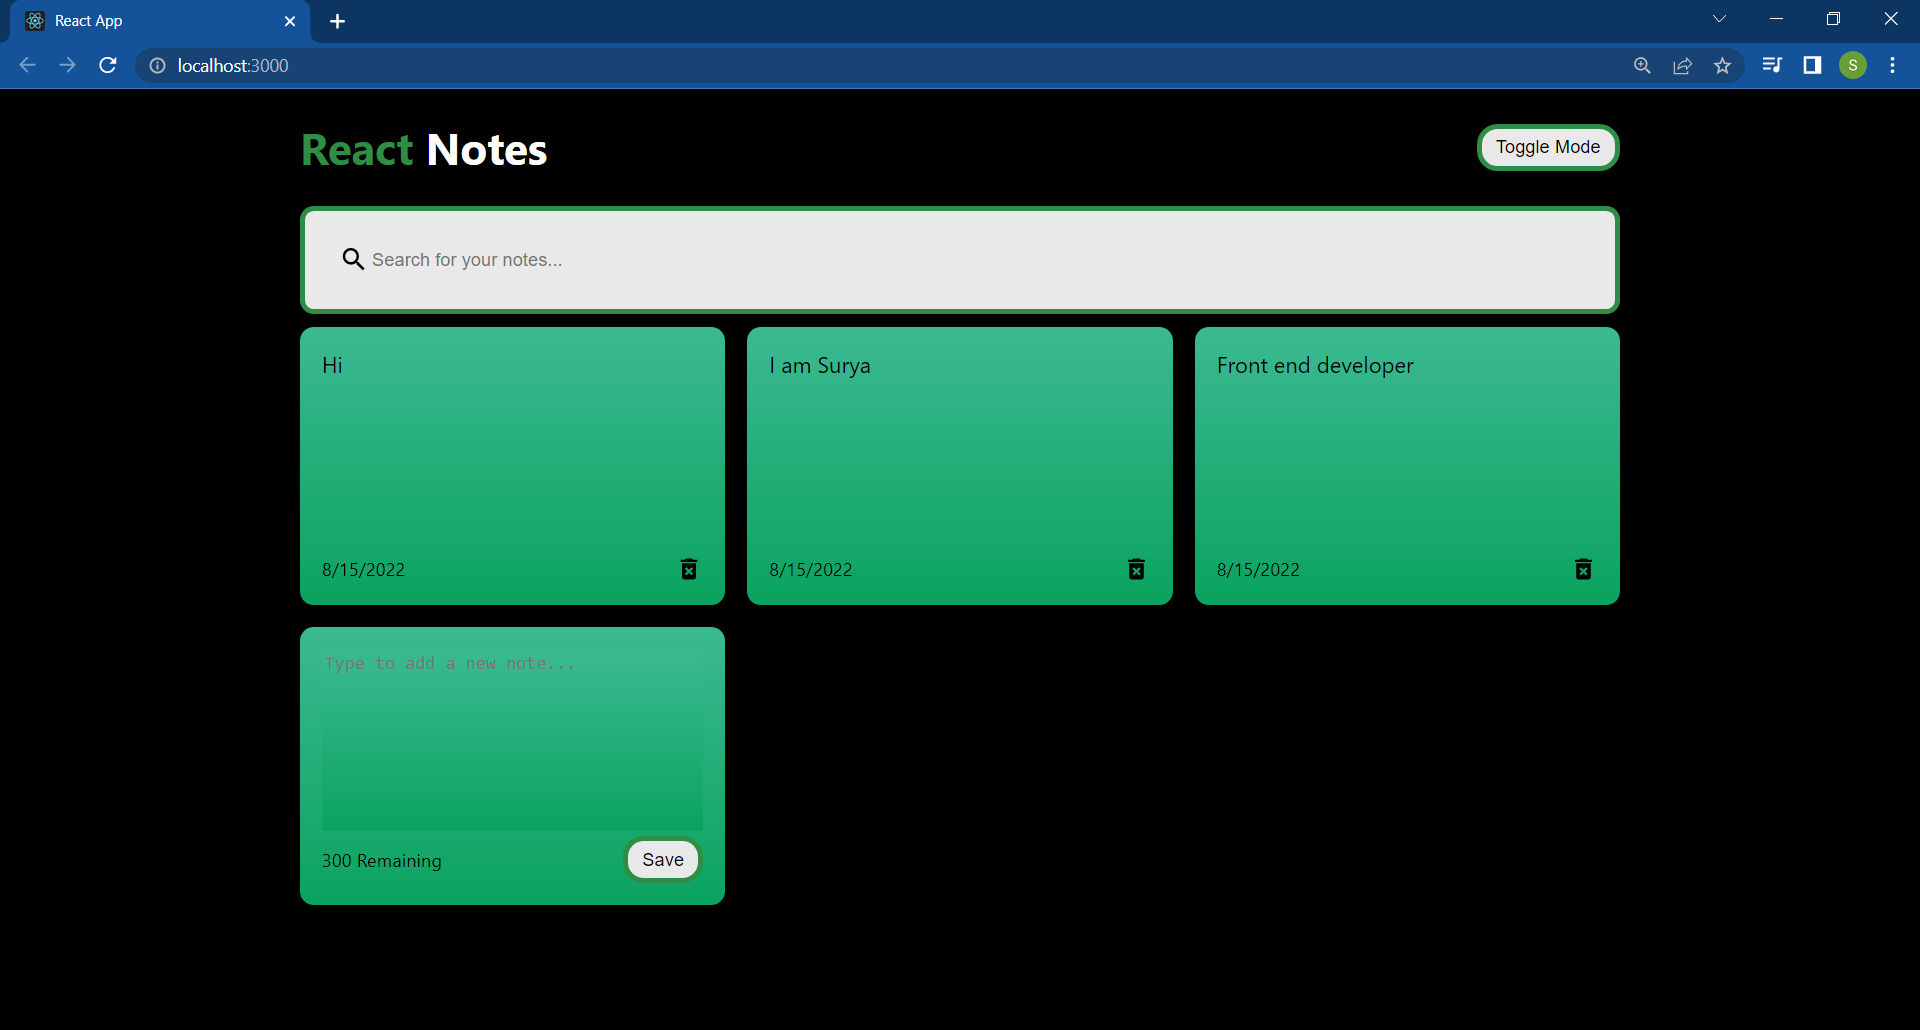 React App
localhost:3000
S
React Notes
Toggle Mode
Search for your notes...
Hi
I am Surya
Front end developer
8/15/2022
8/15/2022
8/15/2022
Type to add a new note...
300 Remaining
Save